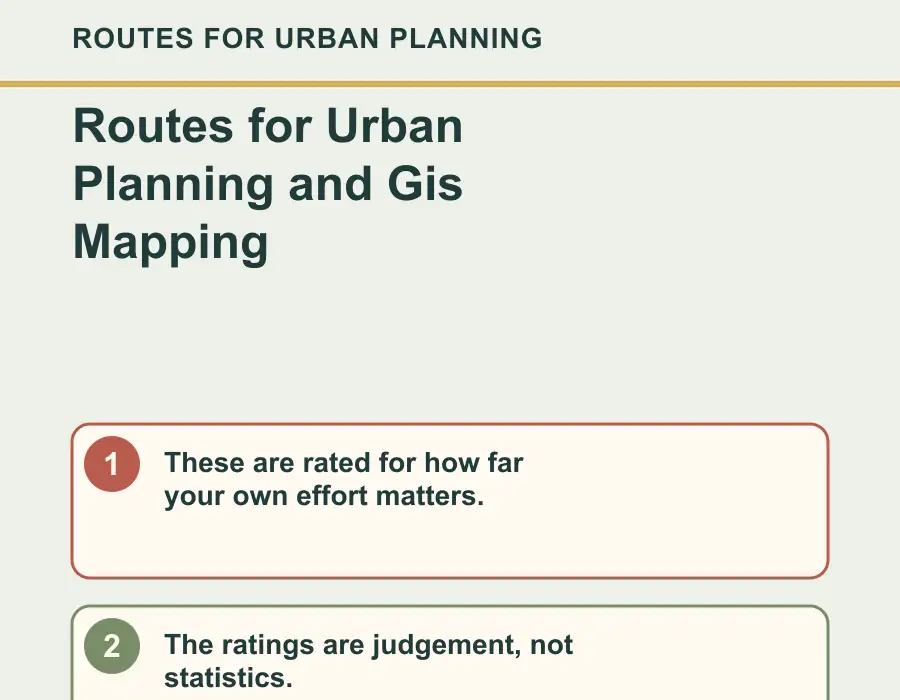 ROUTES FOR URBAN PLANNING
Routes for Urban
Planning and Gis
Mapping
1
These are rated for how far
your own effort matters.
2
The ratings are judgement, not
statistics.